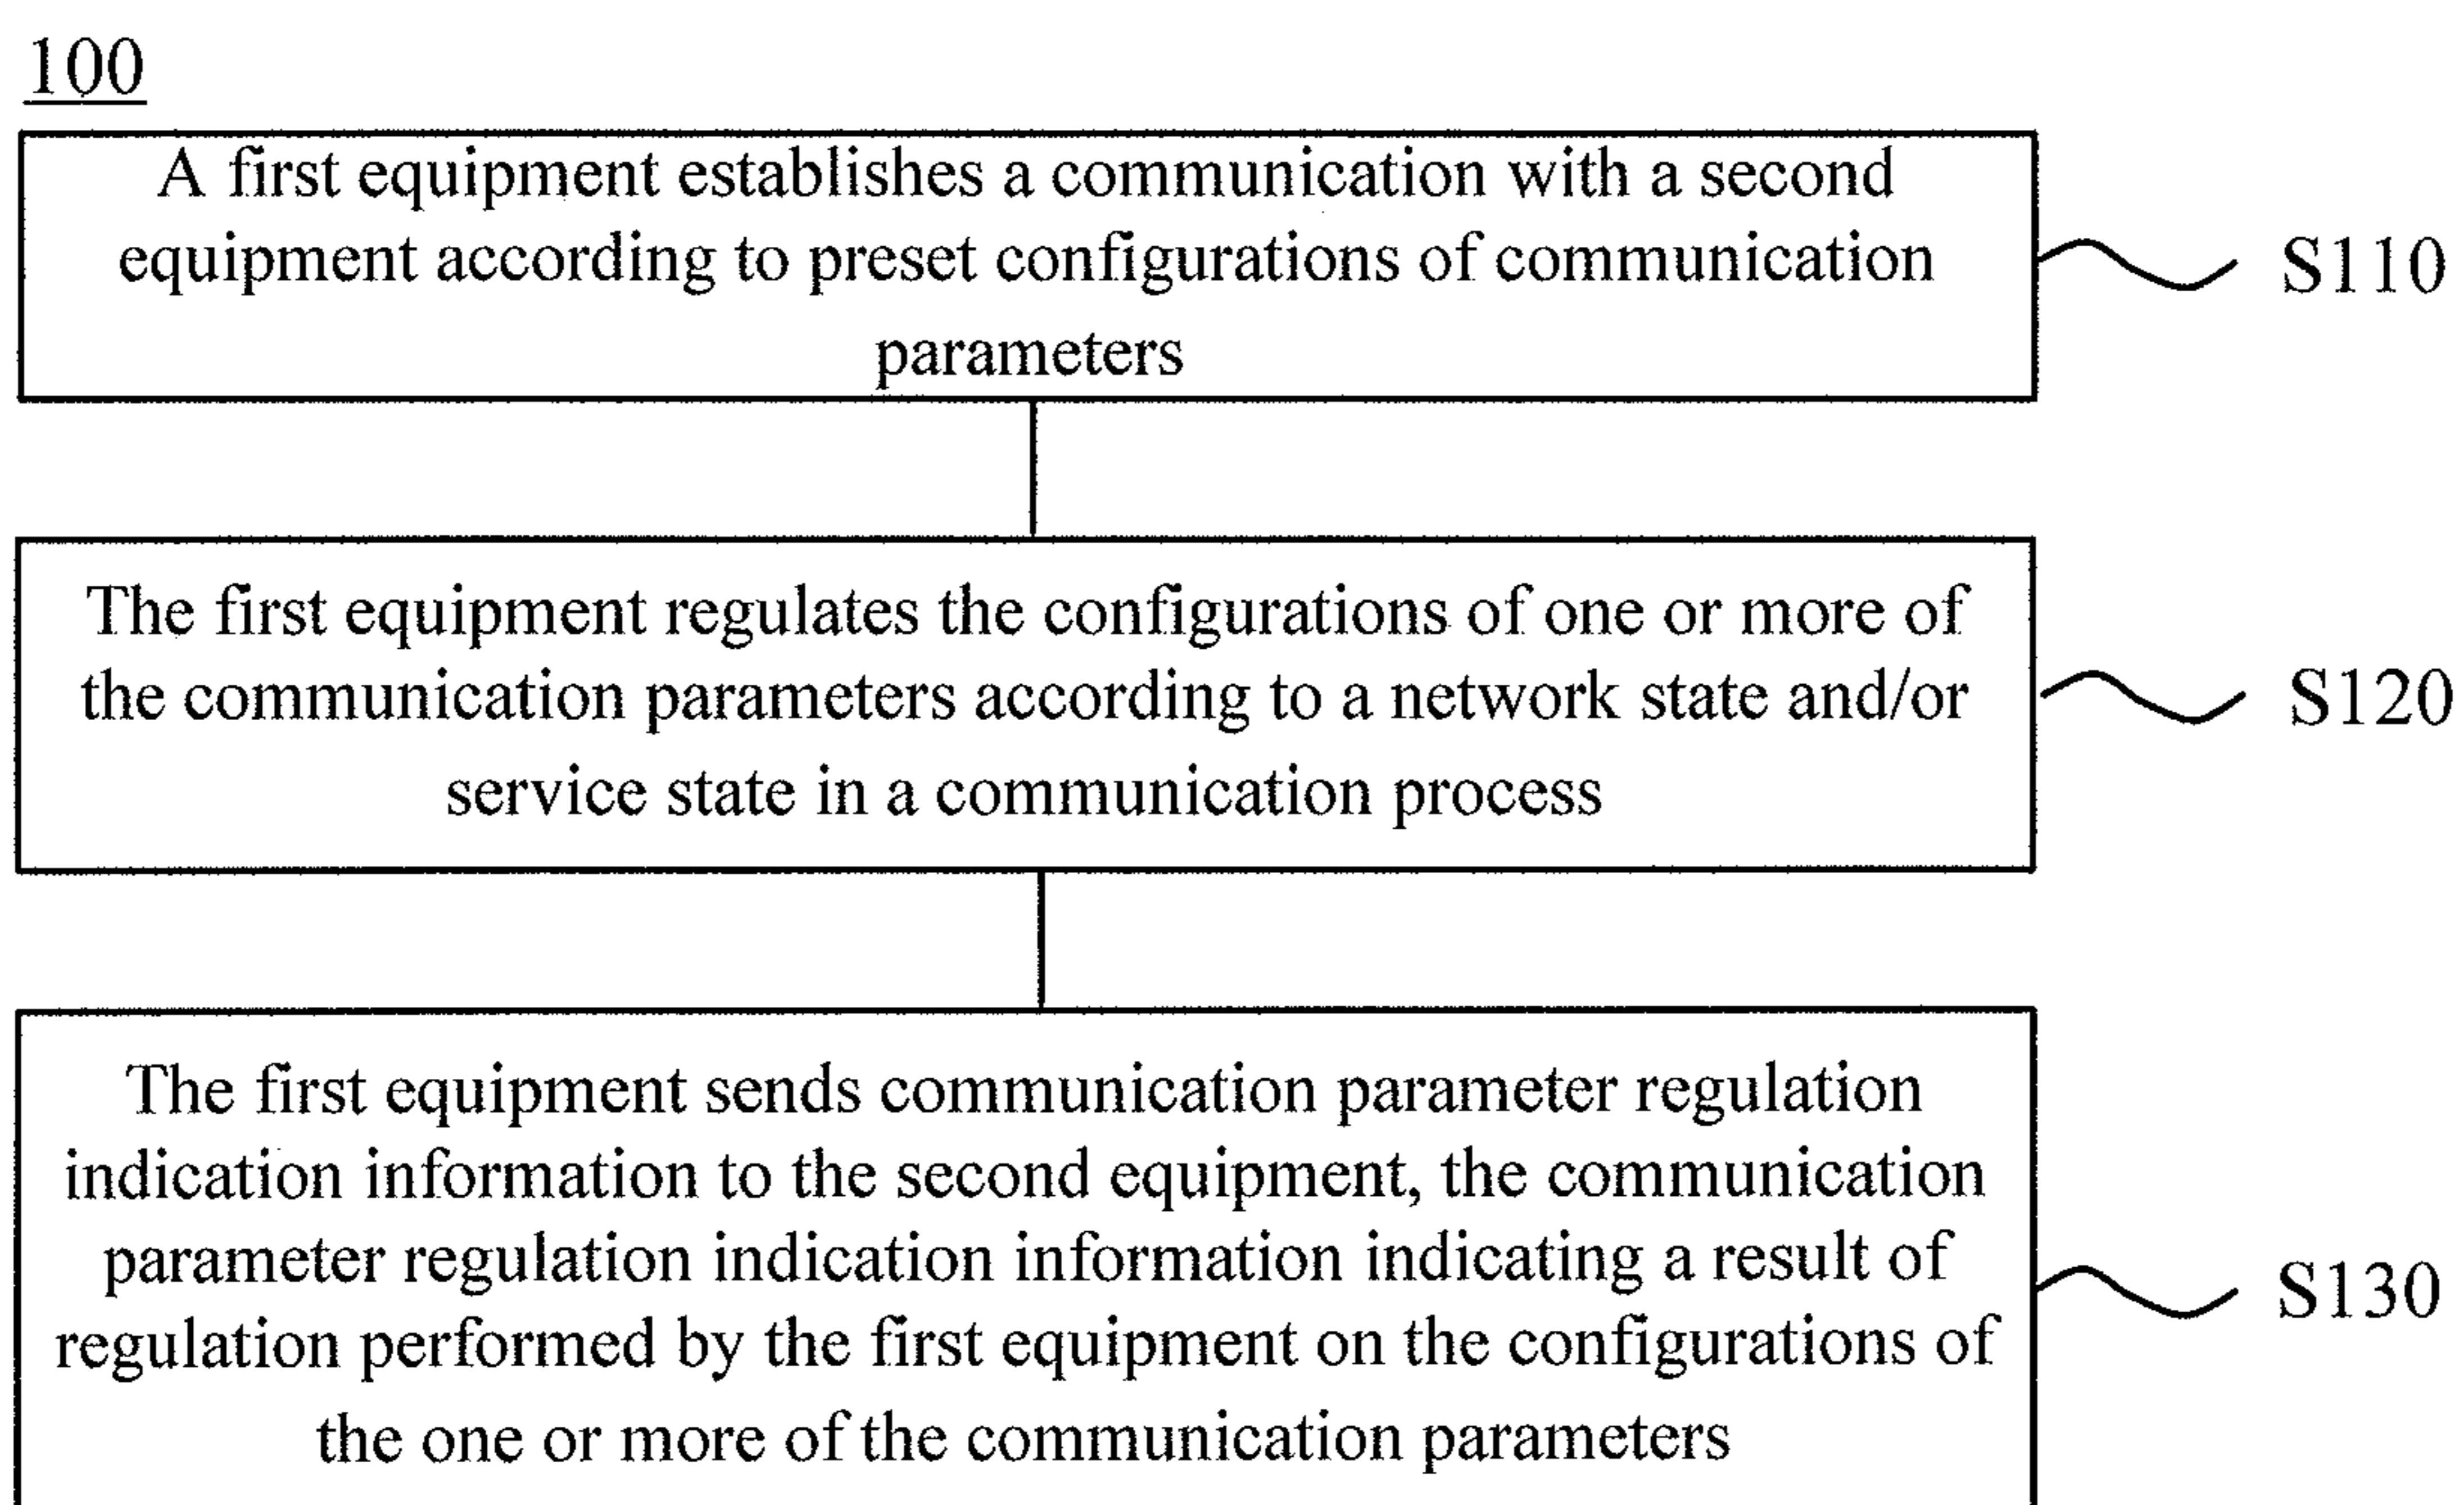 100
A first equipment establishes a communication with a second
equipment according to preset configurations of communication
parameters
S110
The first equipment regulates the configurations of one or more of
the communication parameters according to a network state and/or
service state in a communication process
S120
The first equipment sends communication parameter regulation
indication information to the second equipment, the communication
parameter regulation indication information indicating a result of
regulation performed by the first equipment on the configurations of
the one or more of the communication parameters
S130